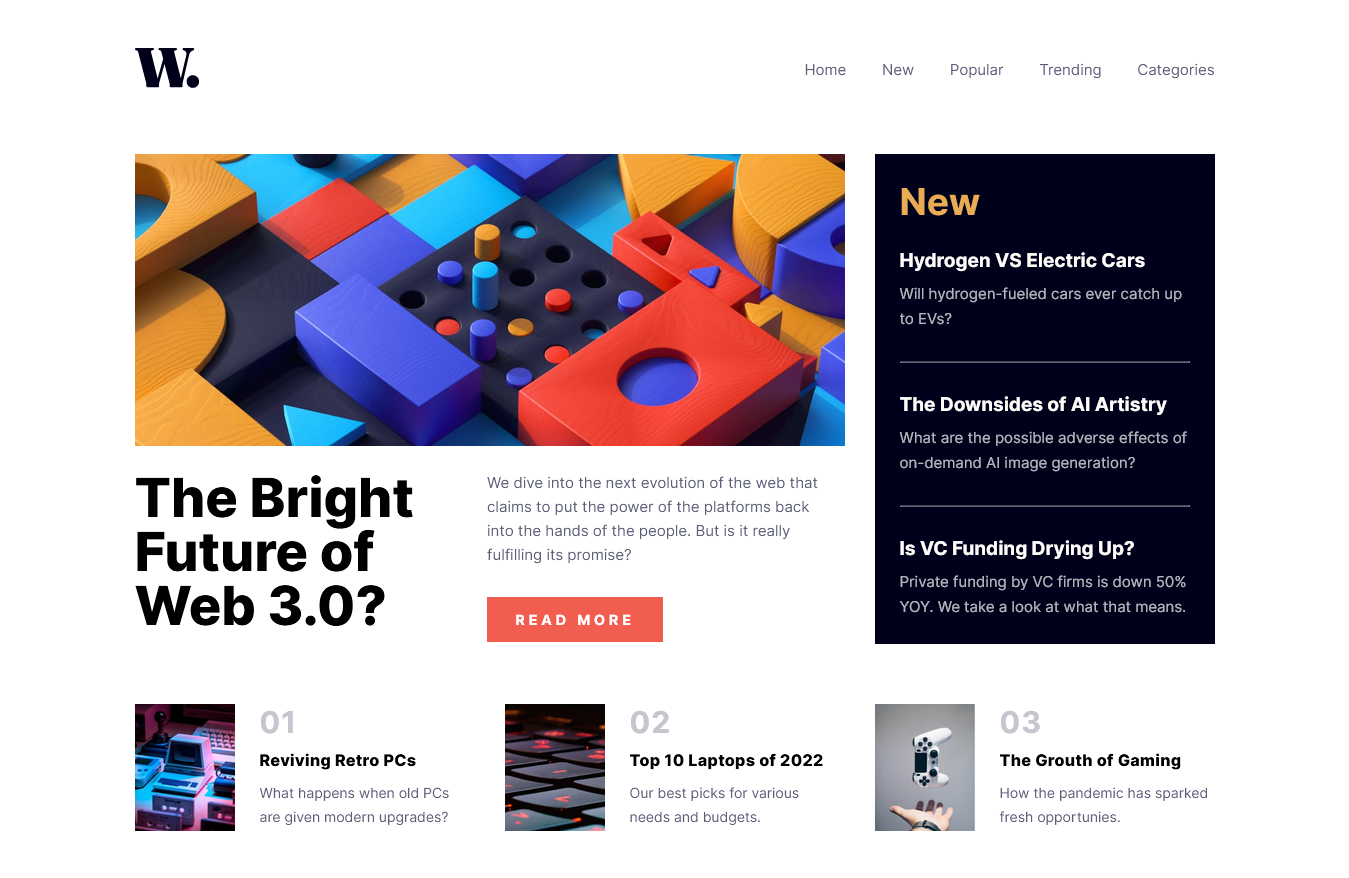 W.
Home New Popular Trending Categories
The Bright
Future of
Web 3.0?
We dive into the next evolution of the web that
claims to put the power of the platforms back
into the hands of the people. But is it really
fulfilling its promise?
READ MORE
New
Hydrogen VS Electric Cars
Will hydrogen-fueled cars ever catch up
to EVs?
The Downsides of AI Artistry
What are the possible adverse effects of
on-demand AI image generation?
Is VC Funding Drying Up?
Private funding by VC firms is down 50%
YOY. We take a look at what that means.
01
Reviving Retro PCs
What happens when old PCs
are given modern upgrades?
02
Top 10 Laptops of 2022
Our best picks for various
needs and budgets.
03
The Grouth of Gaming
How the pandemic has sparked
fresh opportunies.